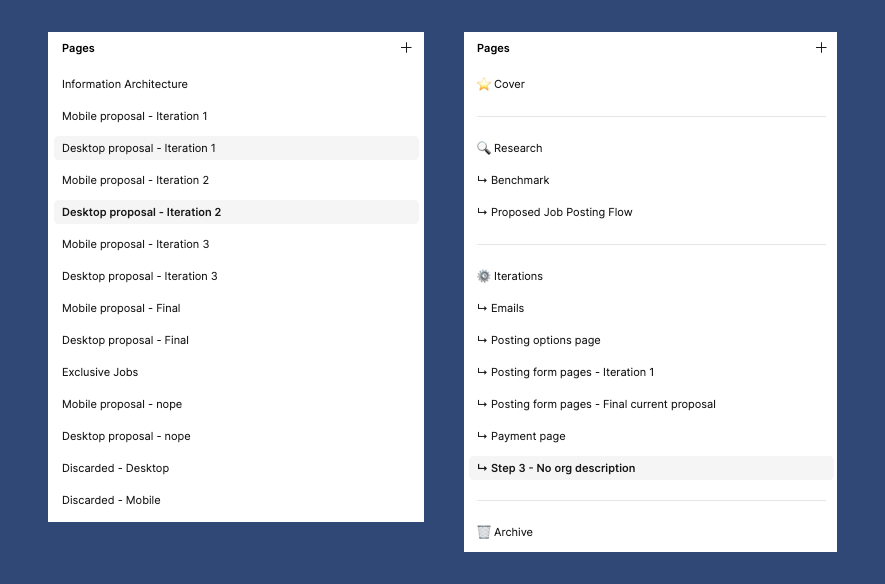 Pages
Information Architecture
Mobile proposal - Iteration 1
Desktop proposal - Iteration 1
Mobile proposal - Iteration 2
Desktop proposal - Iteration 2
Mobile proposal - Iteration 3
Desktop proposal - Iteration 3
Mobile proposal - Final
Desktop proposal - Final
Exclusive Jobs
Mobile proposal - nope
Desktop proposal - nope
Discarded - Desktop
Discarded - Mobile
Pages
⭐ Cover
🔍 Research
↳ Benchmark
↳ Proposed Job Posting Flow
⚙️ Iterations
↳ Emails
↳ Posting options page
↳ Posting form pages - Iteration 1
↳ Posting form pages - Final current proposal
↳ Payment page
↳ Step 3 - No org description
🗑️ Archive